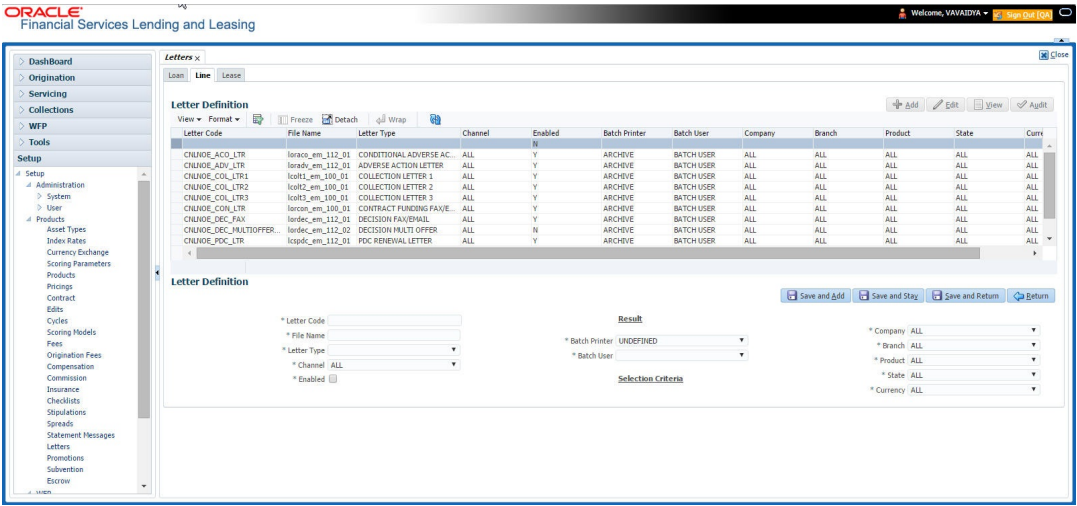 ORACLE
Financial Services Lending and Leasing
Welcome, VAVAIDYA
Sign Out [QA]
DashBoard
Origination
Servicing
Collections
WFP
Tools
Setup
Setup
Administration
System
User
Products
Asset Types
Index Rates
Currency Exchange
Scoring Parameters
Products
Pricings
Contract
Edits
Cycles
Scoring Models
Fees
Origination Fees
Compensation
Commission
Insurance
Checklists
Stipulations
Spreads
Statement Messages
Letters
Promotions
Subvention
Escrow
WFP
Letters x
Close
Loan Line Lease
Letter Definition
Add Edit View Audit
View Format Freeze Detach Wrap
Letter Code File Name Letter Type Channel Enabled Batch Printer Batch User Company Branch Product State Curre
N
CNLNOE_ACO_LTR loraco_em_112_01 CONDITIONAL ADVERSE AC... ALL Y ARCHIVE BATCH USER ALL ALL ALL ALL ALL
CNLNOE_ADV_LTR loradv_em_112_01 ADVERSE ACTION LETTER ALL Y ARCHIVE BATCH USER ALL ALL ALL ALL ALL
CNLNOE_COL_LTR1 lcolt1_em_100_01 COLLECTION LETTER 1 ALL Y ARCHIVE BATCH USER ALL ALL ALL ALL ALL
CNLNOE_COL_LTR2 lcolt2_em_100_01 COLLECTION LETTER 2 ALL Y ARCHIVE BATCH USER ALL ALL ALL ALL ALL
CNLNOE_COL_LTR3 lcolt3_em_100_01 COLLECTION LETTER 3 ALL Y ARCHIVE BATCH USER ALL ALL ALL ALL ALL
CNLNOE_CON_LTR lorcon_em_100_01 CONTRACT FUNDING FAX/E... ALL Y ARCHIVE BATCH USER ALL ALL ALL ALL ALL
CNLNOE_DEC_FAX lordec_em_112_01 DECISION FAX/EMAIL ALL Y ARCHIVE BATCH USER ALL ALL ALL ALL ALL
CNLNOE_DEC_MULTIOFFER... lordec_em_112_02 DECISION MULTI OFFER ALL N ARCHIVE BATCH USER ALL ALL ALL ALL ALL
CNLNOE_PDC_LTR lcspdc_em_112_01 PDC RENEWAL LETTER ALL Y ARCHIVE BATCH USER ALL ALL ALL ALL ALL
Letter Definition
Save and Add Save and Stay Save and Return Return
* Letter Code
* File Name
* Letter Type
* Channel ALL
* Enabled
Result
* Batch Printer UNDEFINED
* Batch User
Selection Criteria
* Company ALL
* Branch ALL
* Product ALL
* State ALL
* Currency ALL